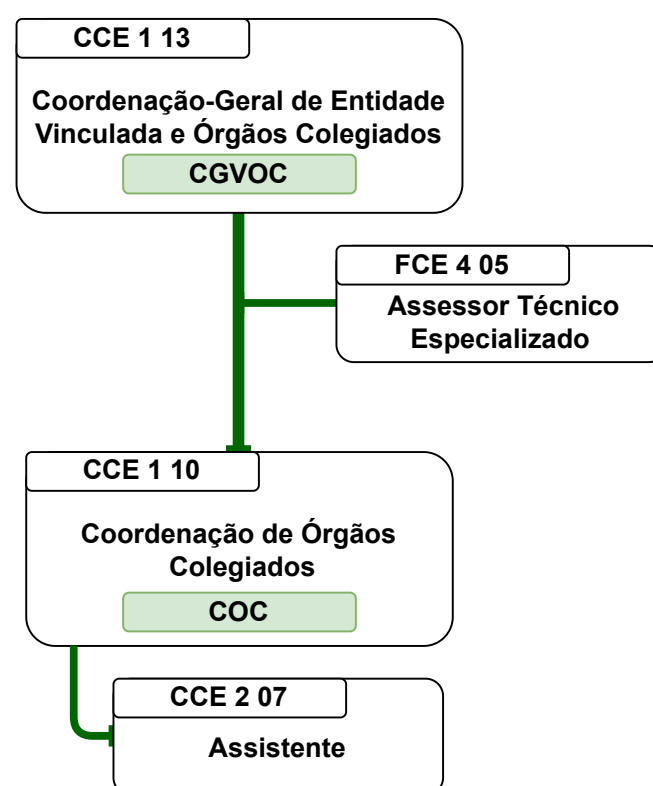 CCE 1 13
Coordenação-Geral de Entidade
Vinculada e Órgãos Colegiados
CGVOC
FCE 4 05
Assessor Técnico
Especializado
CCE 1 10
Coordenação de Órgãos
Colegiados
COC
CCE 2 07
Assistente